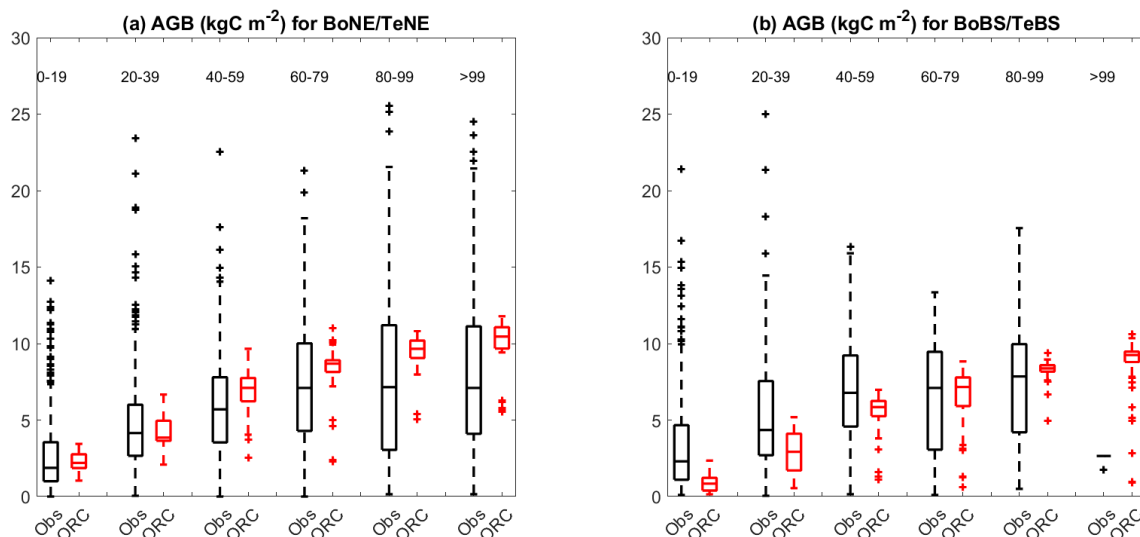 (a) AGB (kgC m-2) for BoNE/TeNE
30
25
20
15
10
5
0
0-19 20-39 40-59 60-79 80-99 >99
Obs ORC Obs ORC Obs ORC Obs ORC Obs ORC Obs ORC
(b) AGB (kgC m-2) for BoBS/TeBS
30
25
20
15
10
5
0
0-19 20-39 40-59 60-79 80-99 >99
Obs ORC Obs ORC Obs ORC Obs ORC Obs ORC Obs ORC